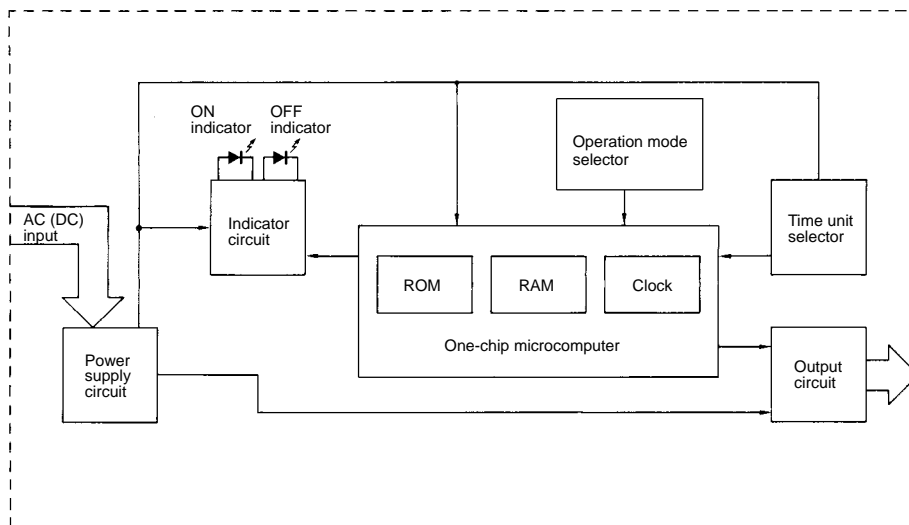 ON
indicator
OFF
indicator
Operation mode
selector
AC (DC)
input
Indicator
circuit
Time unit
selector
ROM
RAM
Clock
One-chip microcomputer
Power
supply
circuit
Output
circuit